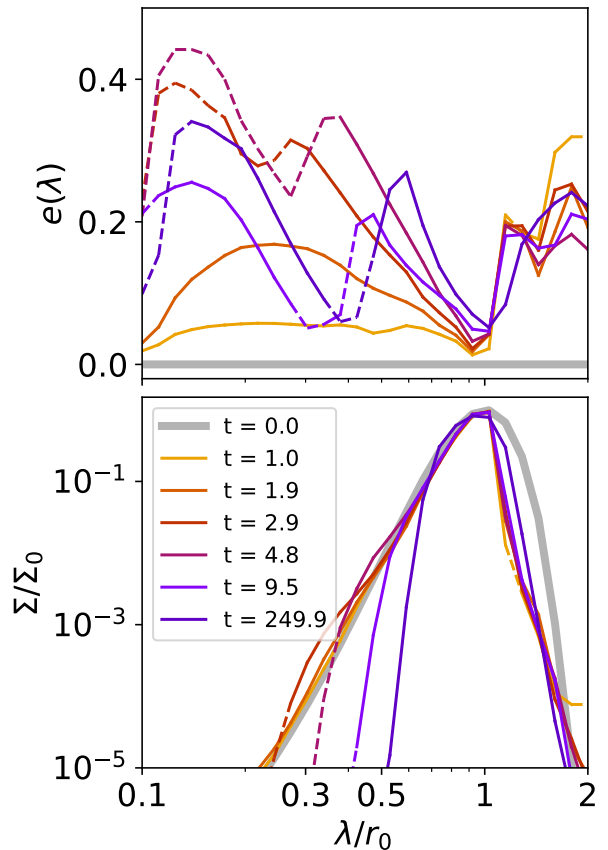 0.4
0.2
0.0
e(λ)
t = 0.0
t = 1.0
t = 1.9
t = 2.9
t = 4.8
t = 9.5
t = 249.9
10⁻¹
10⁻³
10⁻⁵
Σ/Σ₀
0.1 0.3 0.5 1 2
λ/r₀